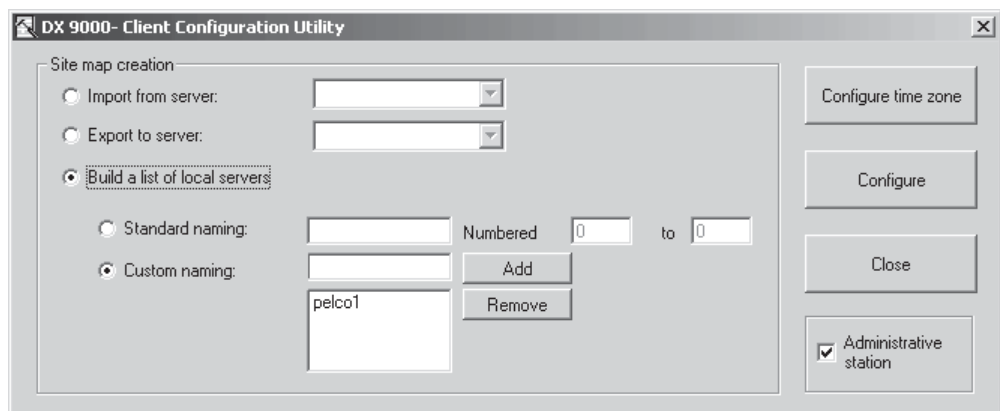 DX 9000- Client Configuration Utility
Site map creation
Import from server:
Export to server:
Build a list of local servers
Standard naming:
Numbered 0 to 0
Custom naming:
Add
pelco1
Remove
Configure time zone
Configure
Close
Administrative
station